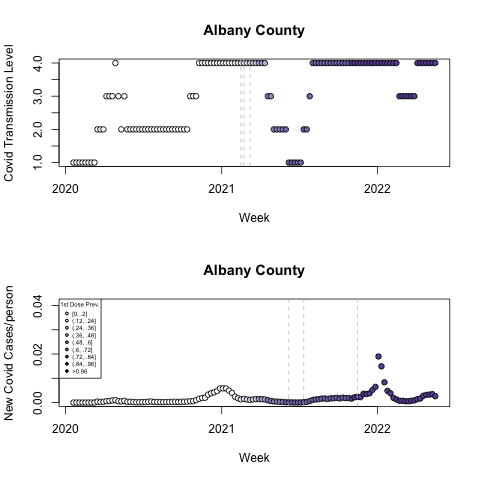 Albany County
Covid Transmission Level
4.0
3.0
2.0
1.0
2020 2021 2022
Week
Albany County
New Covid Cases/person
0.04
0.02
0.00
1st Dose Prev.
[0, .2]
(.12, .24]
(.24, .36]
(.36, .48]
(.48, .6]
(.6, .72]
(.72, .84]
(.84, .96]
>0.96
2020 2021 2022
Week